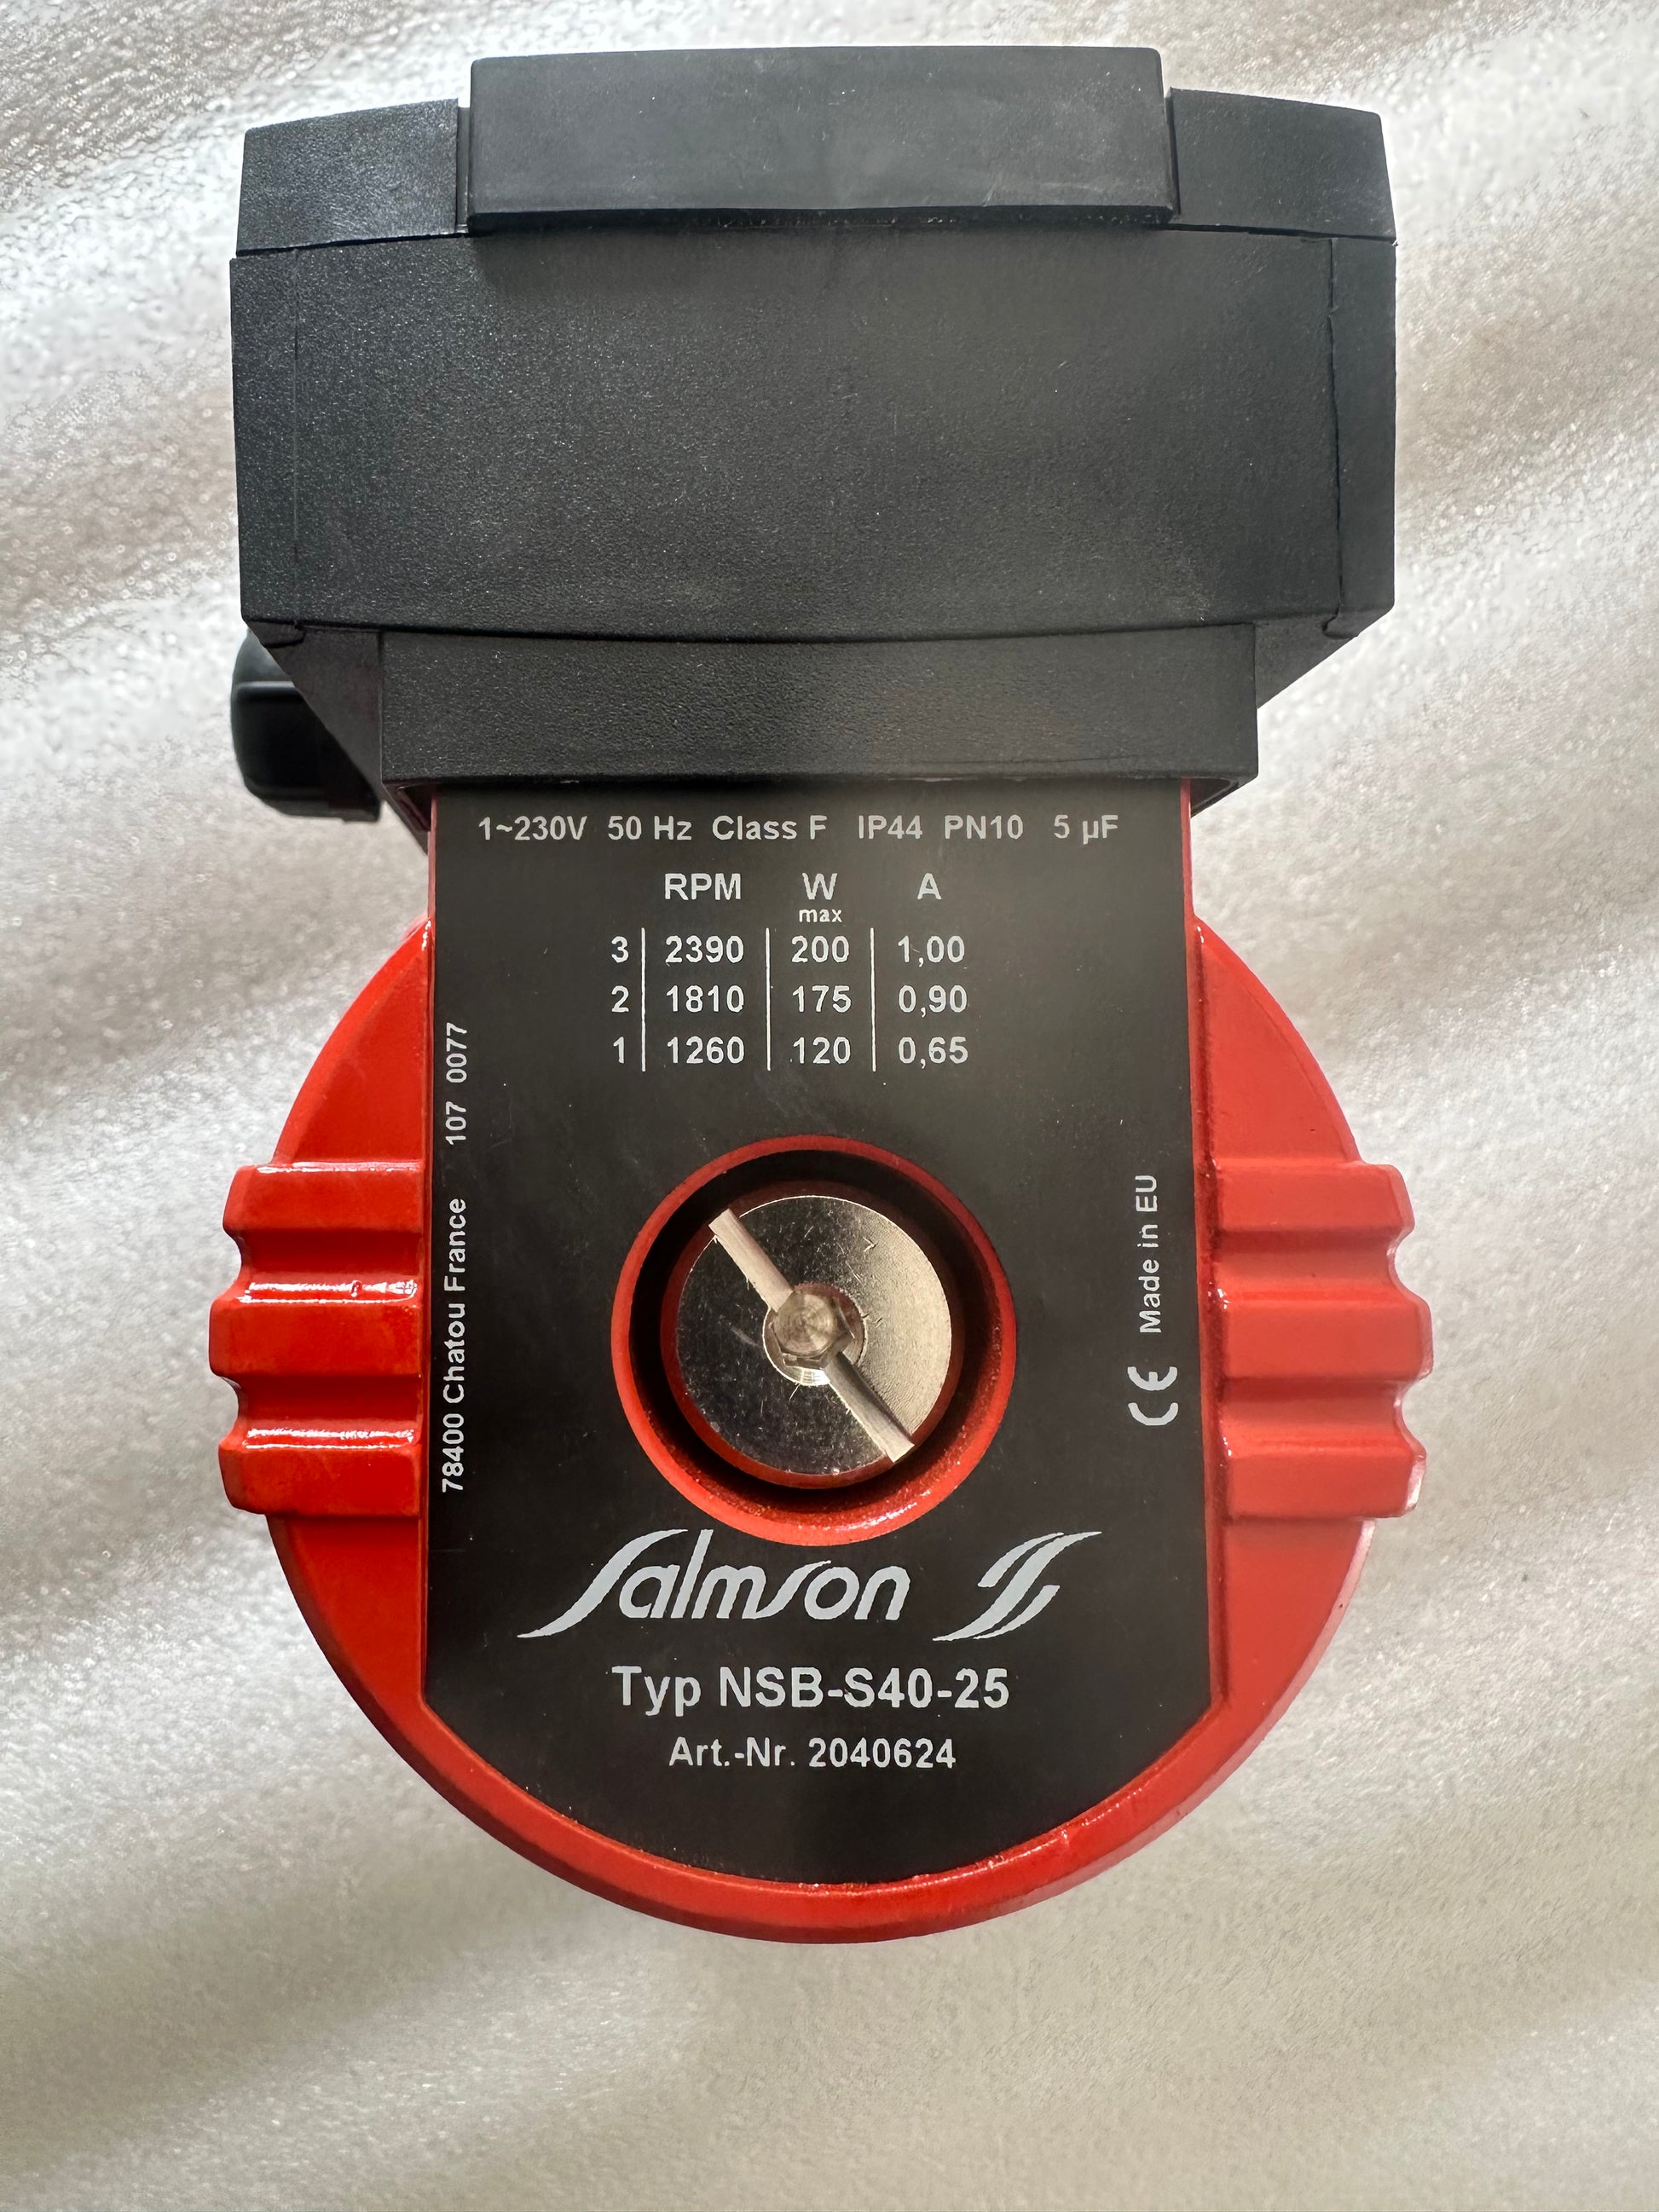 1~230V 50 Hz Class F IP44 PN10 5 µF
RPM W A
max
3 2390 200 1,00
2 1810 175 0,90
1 1260 120 0,65
78400 Chatou France 107 0077
CE Made in EU
Salmson
Typ NSB-S40-25
Art.-Nr. 2040624